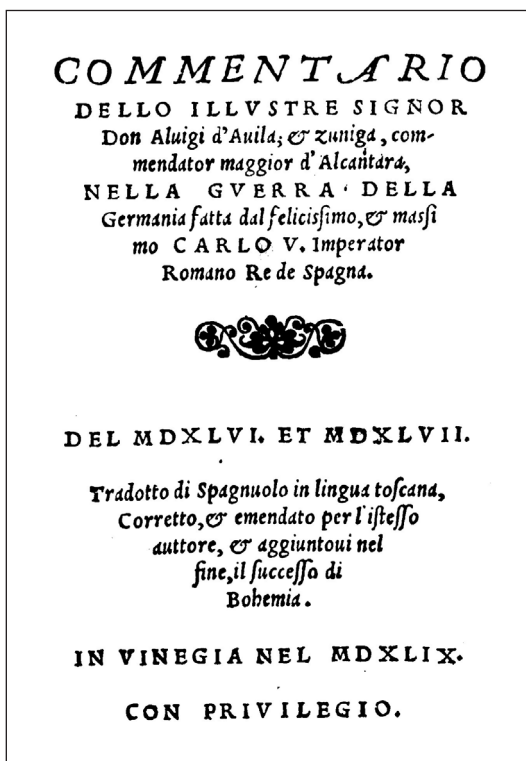 COMMENTARIO
DELLO ILLVSTRE SIGNOR
Don Aluigi d'Auila; & zuniga, com-
mendator maggior d'Alcantara,
NELLA GVERRA DELLA
Germania fatta dal feliciſsimo, & maſsi
mo CARLO V. Imperator
Romano Re de Spagna.
DEL MDXLVI. ET MDXLVII.
Tradotto di Spagnuolo in lingua toſcana,
Corretto, & emendato per l'iſteſſo
auttore, & aggiuntoui nel
fine, il ſucceſſo di
Bohemia.
IN VINEGIA NEL MDXLIX.
CON PRIVILEGIO.